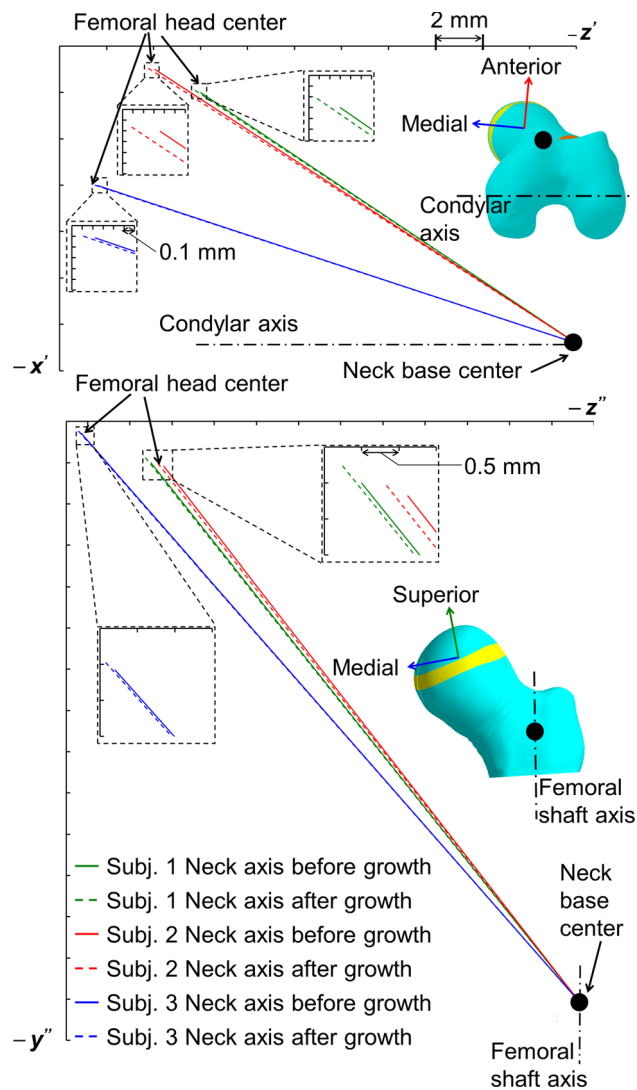 Femoral head center
2 mm
– z'
Anterior
Medial
Condylar
axis
0.1 mm
Condylar axis
– x'
Neck base center
Femoral head center
– z''
0.5 mm
Superior
Medial
Femoral
shaft axis
Subj. 1 Neck axis before growth
Subj. 1 Neck axis after growth
Subj. 2 Neck axis before growth
Subj. 2 Neck axis after growth
Subj. 3 Neck axis before growth
Subj. 3 Neck axis after growth
Neck
base
center
– y''
Femoral
shaft axis